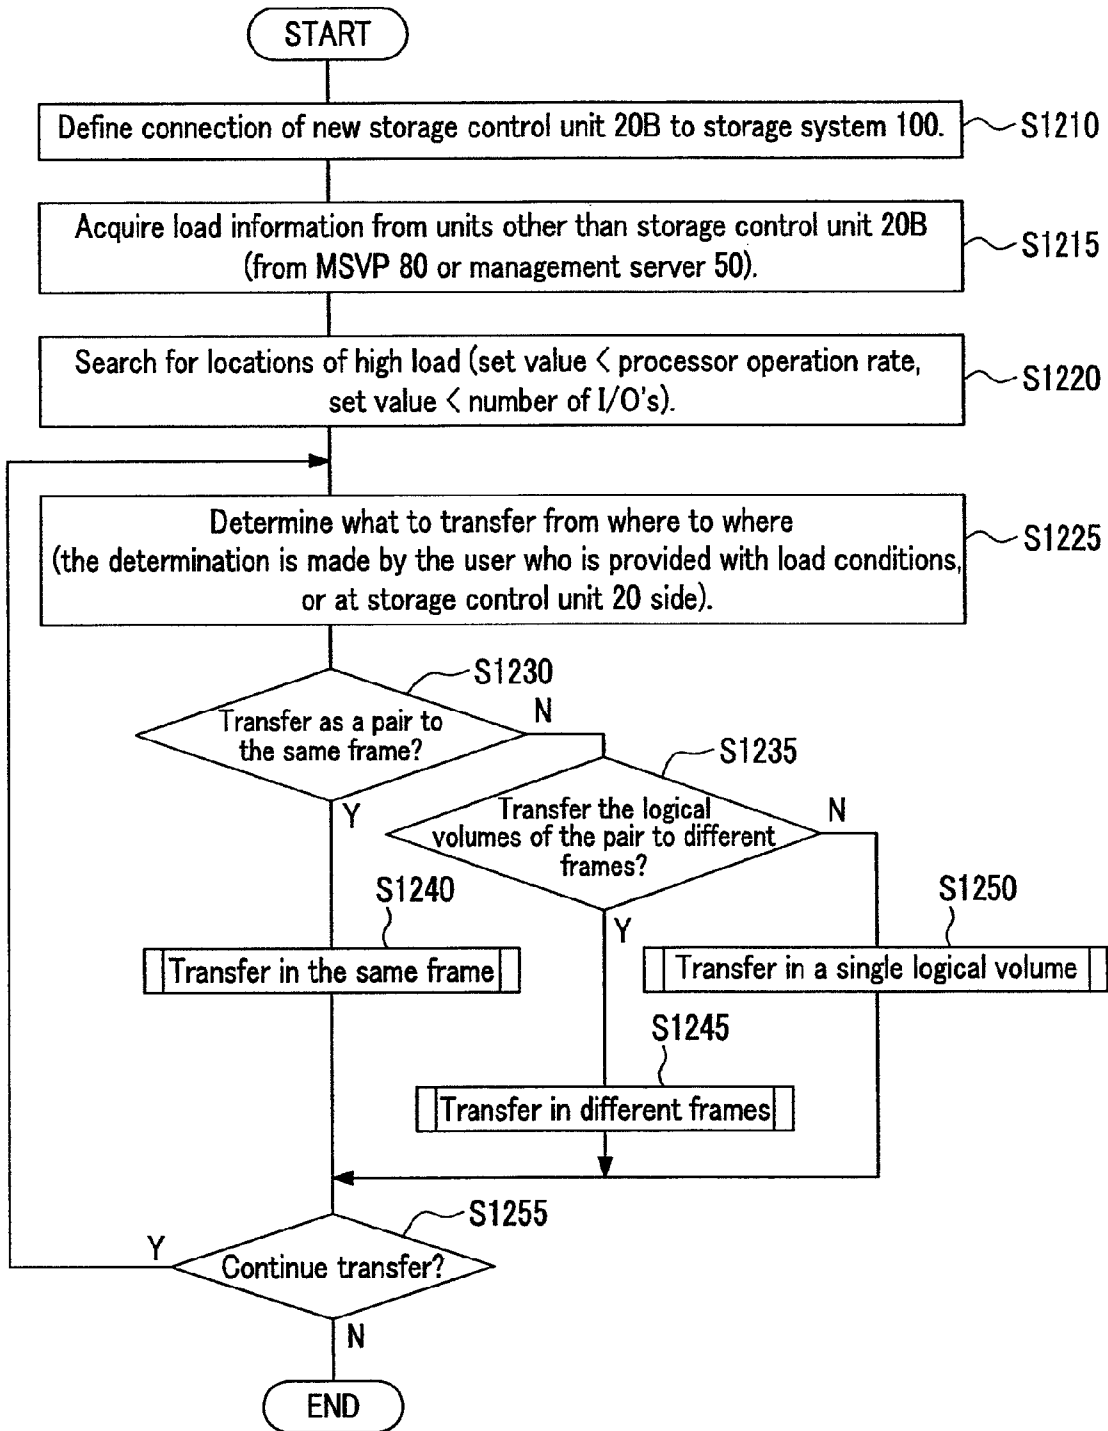 START
Define connection of new storage control unit 20B to storage system 100.
S1210
Acquire load information from units other than storage control unit 20B
(from MSVP 80 or management server 50).
S1215
Search for locations of high load (set value < processor operation rate,
set value < number of I/O's).
S1220
Determine what to transfer from where to where
(the determination is made by the user who is provided with load conditions,
or at storage control unit 20 side).
S1225
S1230
Transfer as a pair to
the same frame?
N
Y
S1235
Transfer the logical
volumes of the pair to different
frames?
N
Y
S1240
Transfer in the same frame
S1250
Transfer in a single logical volume
S1245
Transfer in different frames
S1255
Continue transfer?
Y
N
END